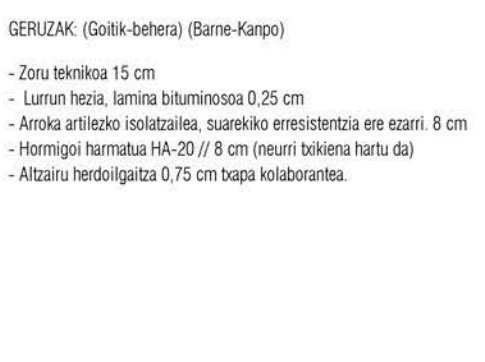 GERUZAK: (Goitik-behera) (Barne-Kanpo)
- Zoru teknikoa 15 cm
- Lurrun hezia, lamina bituminosoa 0,25 cm
- Arroka artilezko isolatzailea, suarekiko erresistentzia ere ezarri. 8 cm
- Hormigoi harmatua HA-20 // 8 cm (neurri txikiena hartu da)
- Altzairu herdoilgaitza 0,75 cm txapa kolaborantea.